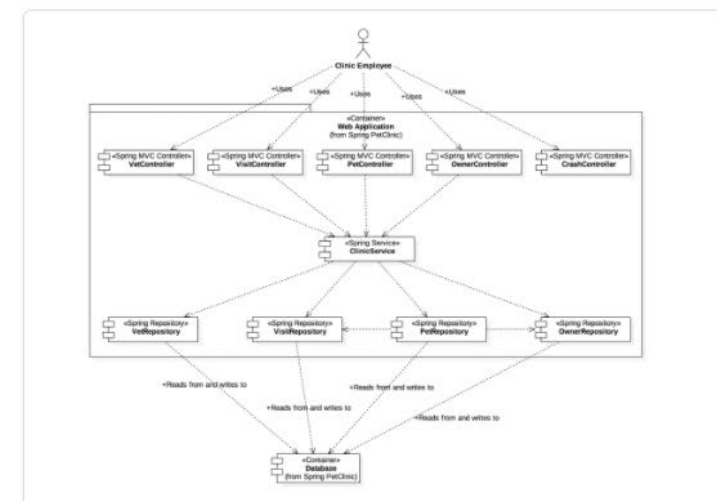 Clinic Employee
+Uses
+Uses
+Uses
+Uses
+Uses
«Container»
Web Application
(from Spring PetClinic)
«Spring MVC Controller»
VetController
«Spring MVC Controller»
VisitController
«Spring MVC Controller»
PetController
«Spring MVC Controller»
OwnerController
«Spring MVC Controller»
CrashController
«Spring Service»
ClinicService
«Spring Repository»
VetRepository
«Spring Repository»
VisitRepository
«Spring Repository»
PetRepository
«Spring Repository»
OwnerRepository
+Reads from and writes to
+Reads from and writes to
+Reads from and writes to
+Reads from and writes to
«Container»
Database
(from Spring PetClinic)